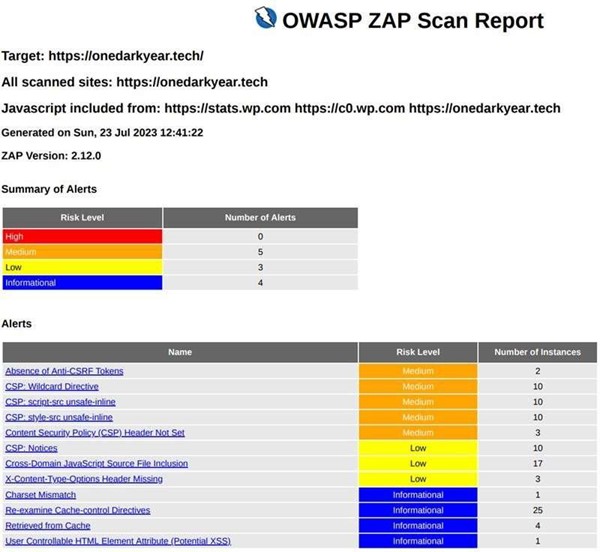 OWASP ZAP Scan Report
Target: https://onedarkyear.tech/
All scanned sites: https://onedarkyear.tech
Javascript included from: https://stats.wp.com https://c0.wp.com https://onedarkyear.tech
Generated on Sun, 23 Jul 2023 12:41:22
ZAP Version: 2.12.0
Summary of Alerts
Risk Level Number of Alerts
High 0
Medium 5
Low 3
Informational 4
Alerts
Name Risk Level Number of Instances
Absence of Anti-CSRF Tokens Medium 2
CSP: Wildcard Directive Medium 10
CSP: script-src unsafe-inline Medium 10
CSP: style-src unsafe-inline Medium 10
Content Security Policy (CSP) Header Not Set Medium 3
CSP: Notices Low 10
Cross-Domain JavaScript Source File Inclusion Low 17
X-Content-Type-Options Header Missing Low 3
Charset Mismatch Informational 1
Re-examine Cache-control Directives Informational 25
Retrieved from Cache Informational 4
User Controllable HTML Element Attribute (Potential XSS) Informational 1